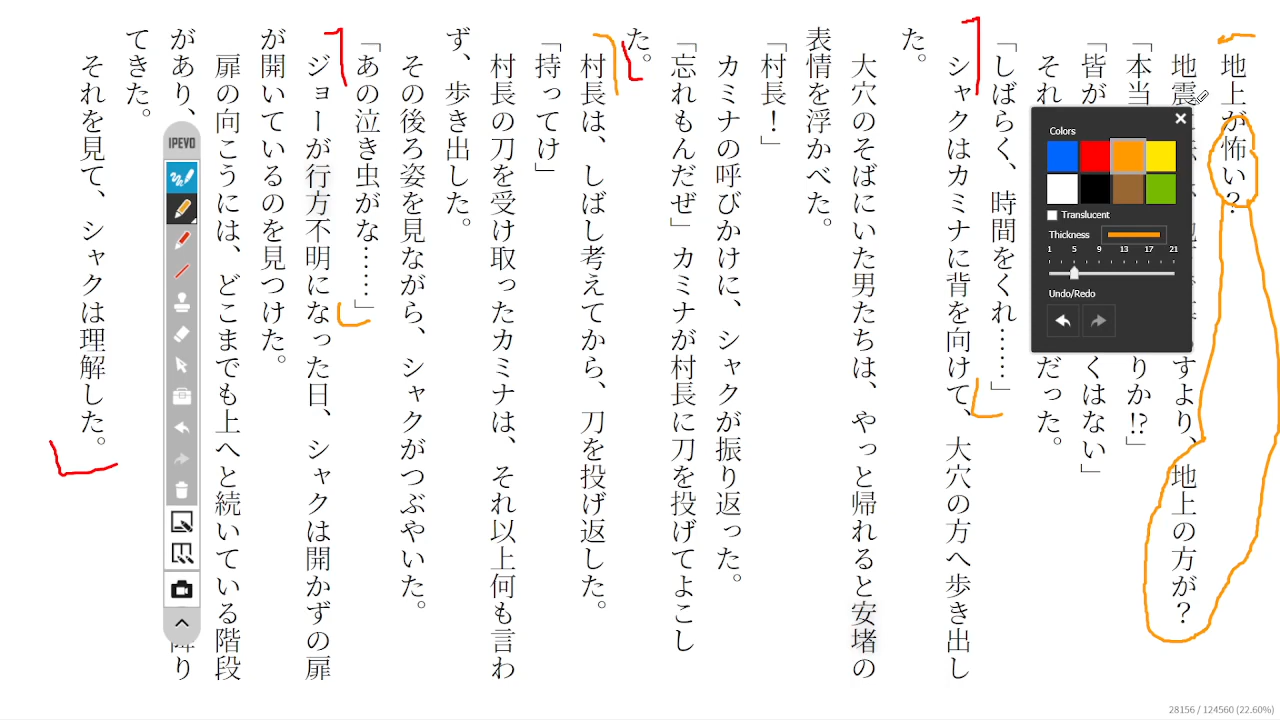 地上が怖い？
地震 すより、地上の方が？
「本当 りか⁉」
「皆が くはない」
それ だった。
「しばらく、時間をくれ……」
シャクはカミナに背を向けて、大穴の方へ歩き出し
た。
大穴のそばにいた男たちは、やっと帰れると安堵の
表情を浮かべた。
「村長！」
カミナの呼びかけに、シャクが振り返った。
「忘れもんだぜ」カミナが村長に刀を投げてよこし
た。
村長は、しばし考えてから、刀を投げ返した。
「持ってけ」
村長の刀を受け取ったカミナは、それ以上何も言わ
ず、歩き出した。
その後ろ姿を見ながら、シャクがつぶやいた。
「あの泣き虫がな……」
ジョーが行方不明になった日、シャクは開かずの扉
が開いているのを見つけた。
扉の向こうには、どこまでも上へと続いている階段
があり、 降り
てきた。
それを見て、シャクは理解した。
IPEVO
Colors
Translucent
Thickness
1 5 9 13 17 21
Undo/Redo
28156 / 124560 (22.60%)